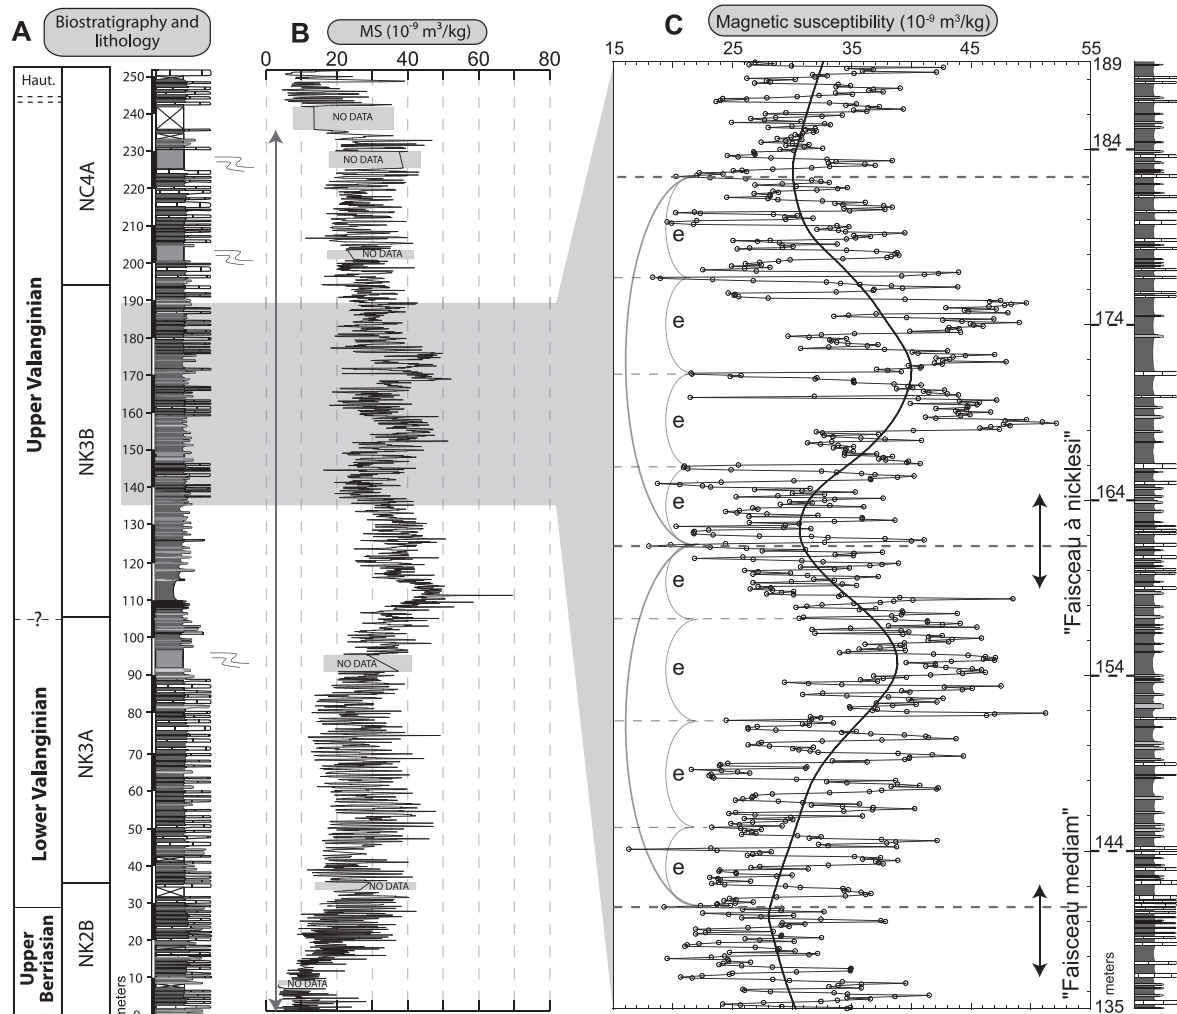 A
Biostratigraphy and
lithology
B
MS (10-9 m3/kg)
C
Magnetic susceptibility (10-9 m3/kg)
0 10 20 30 40 60 80
15 25 35 45 55
Haut.
Upper Valanginian
Lower Valanginian
Upper
Berriasian
-?
NC4A
NK3B
NK3A
NK2B
250
240
230
220
210
200
190
180
170
160
150
140
130
120
110
100
90
80
70
60
50
40
30
20
10
0
meters
NO DATA
NO DATA
NO DATA
NO DATA
NO DATA
NO DATA
e
e
e
e
e
e
e
e
"Faisceau à nicklesi"
"Faisceau mediam"
189
184
174
164
154
144
135
meters